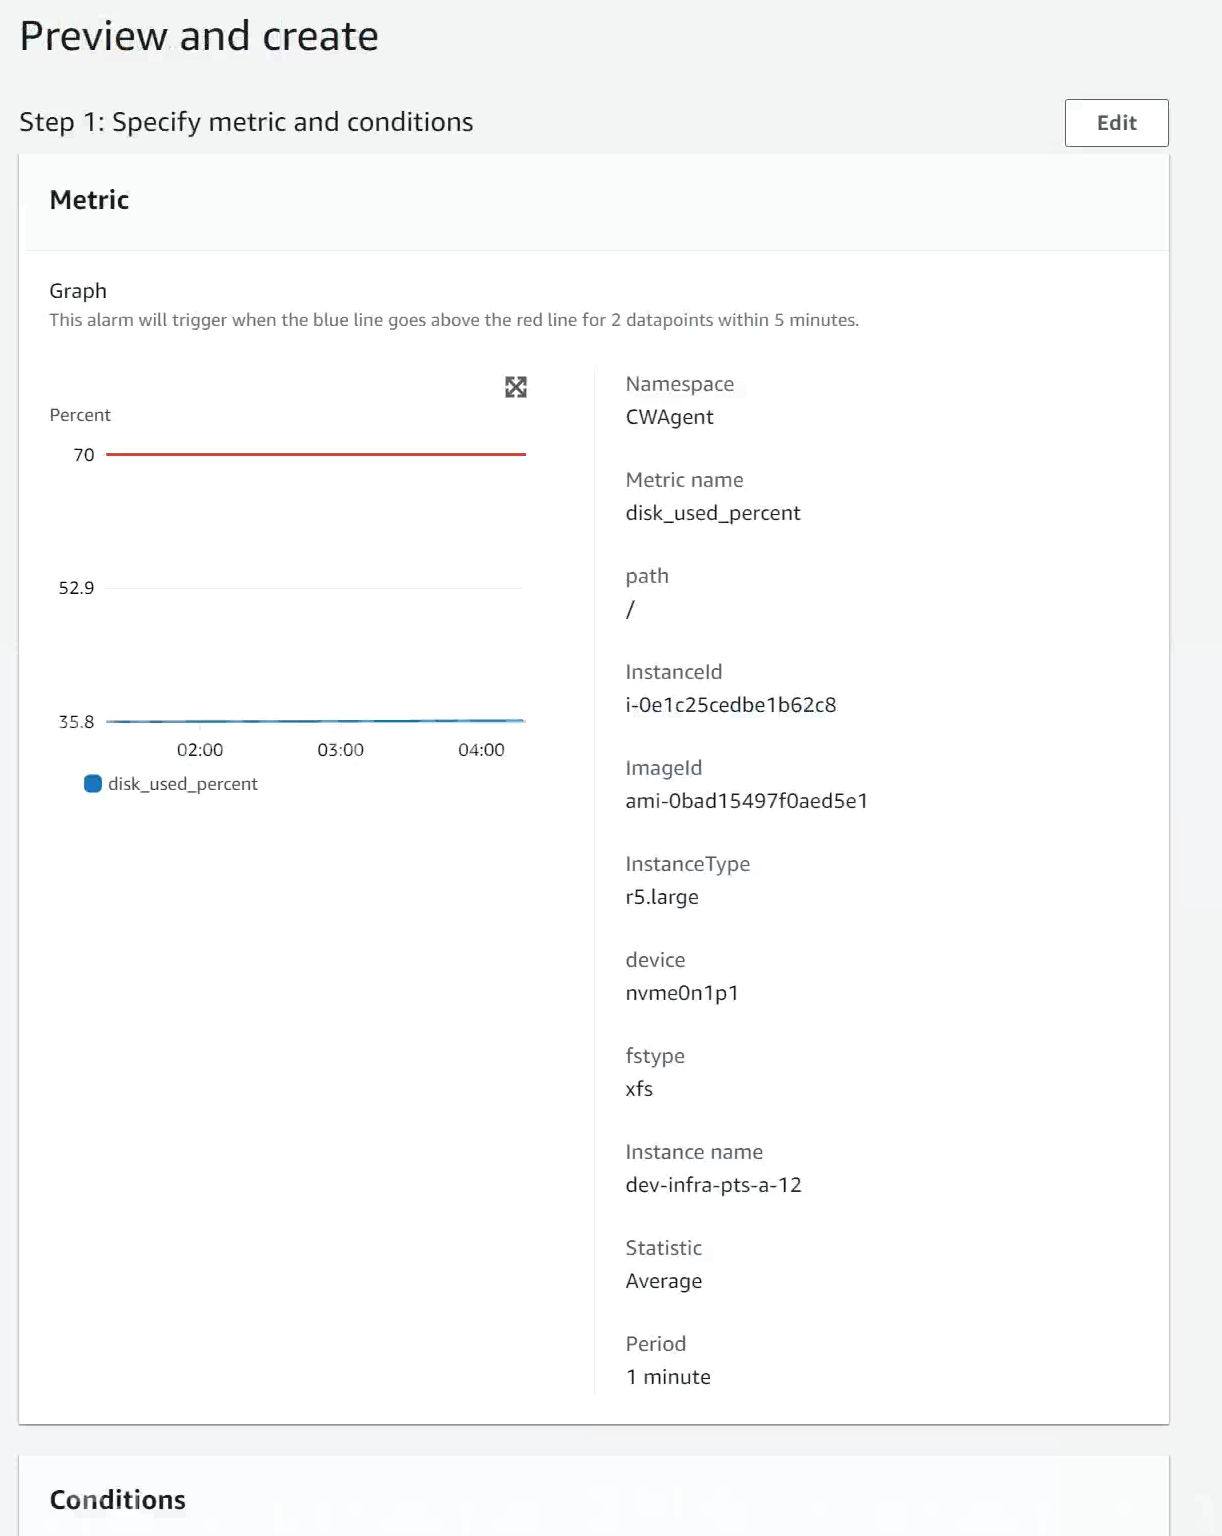 Preview and create
Step 1: Specify metric and conditions
Edit
Metric
Graph
This alarm will trigger when the blue line goes above the red line for 2 datapoints within 5 minutes.
Percent
70
52.9
35.8
02:00 03:00 04:00
disk_used_percent
Namespace
CWAgent
Metric name
disk_used_percent
path
/
InstanceId
i-0e1c25cedbe1b62c8
ImageId
ami-0bad15497f0aed5e1
InstanceType
r5.large
device
nvme0n1p1
fstype
xfs
Instance name
dev-infra-pts-a-12
Statistic
Average
Period
1 minute
Conditions